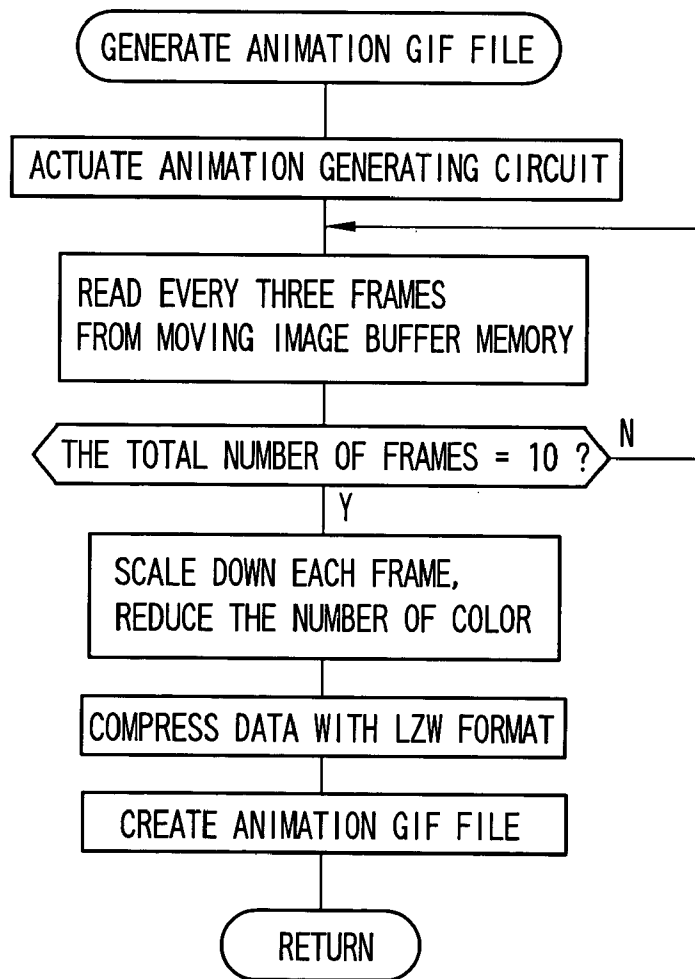 GENERATE ANIMATION GIF FILE
ACTUATE ANIMATION GENERATING CIRCUIT
READ EVERY THREE FRAMES
FROM MOVING IMAGE BUFFER MEMORY
THE TOTAL NUMBER OF FRAMES = 10 ?
N
Y
SCALE DOWN EACH FRAME,
REDUCE THE NUMBER OF COLOR
COMPRESS DATA WITH LZW FORMAT
CREATE ANIMATION GIF FILE
RETURN